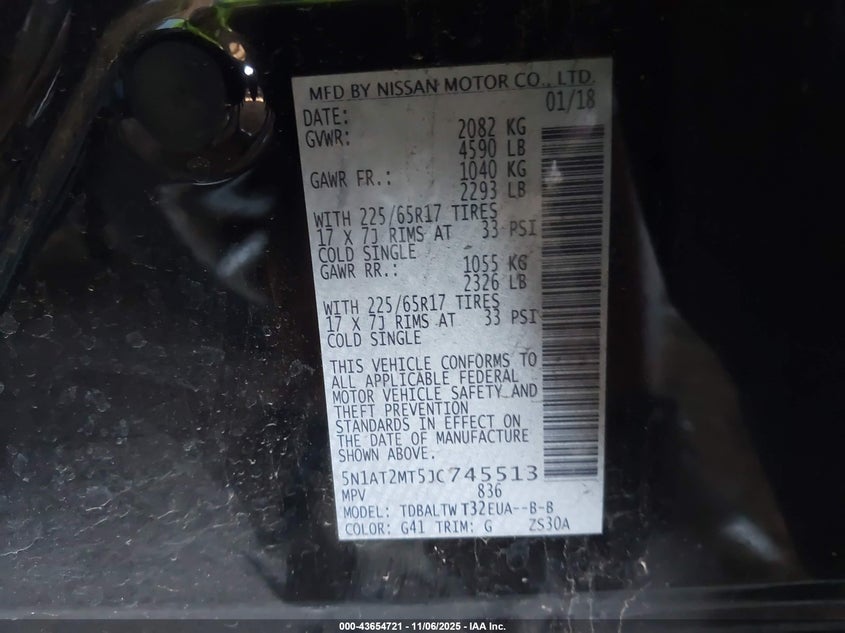 MFD BY NISSAN MOTOR CO., LTD.
DATE: 01/18
GVWR: 2082 KG
4590 LB
GAWR FR.: 1040 KG
2293 LB
WITH 225/65R17 TIRES
17 X 7J RIMS AT 33 PSI
COLD SINGLE
GAWR RR.: 1055 KG
2326 LB
WITH 225/65R17 TIRES
17 X 7J RIMS AT 33 PSI
COLD SINGLE
THIS VEHICLE CONFORMS TO
ALL APPLICABLE FEDERAL
MOTOR VEHICLE SAFETY AND
THEFT PREVENTION
STANDARDS IN EFFECT ON
THE DATE OF MANUFACTURE
SHOWN ABOVE.
5N1AT2MT5JC745513
MPV 836
MODEL: TDBALTW T32EUA--B-B
COLOR: G41 TRIM: G ZS30A
000-43654721 - 11/06/2025 - IAA Inc.